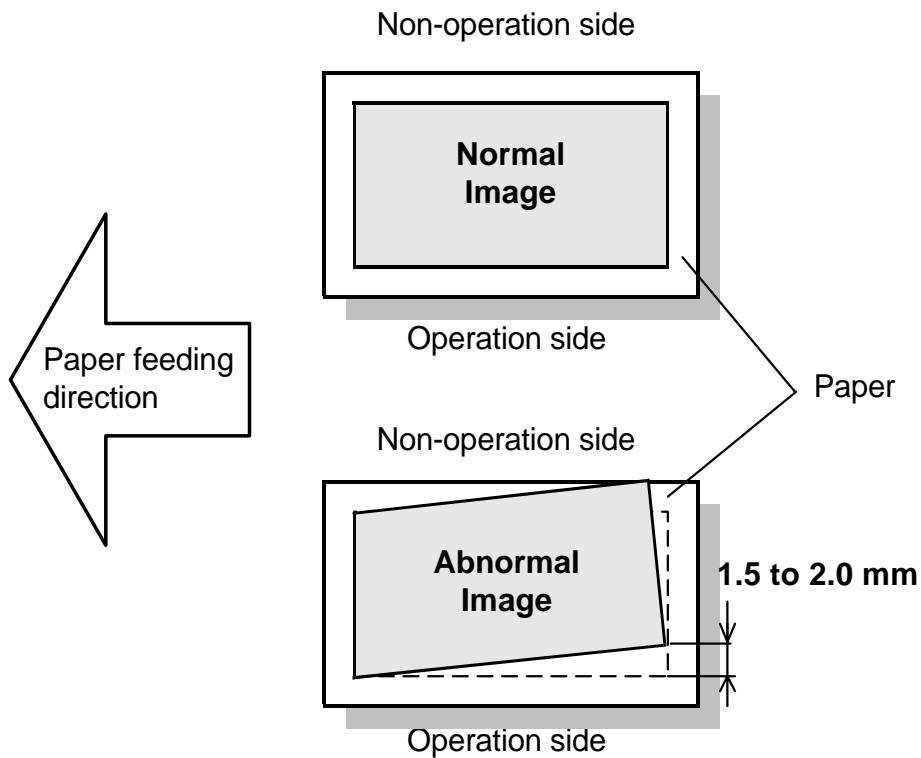 Non-operation side
Normal
Image
Operation side
Paper feeding
direction
Paper
Non-operation side
Abnormal
Image
1.5 to 2.0 mm
Operation side